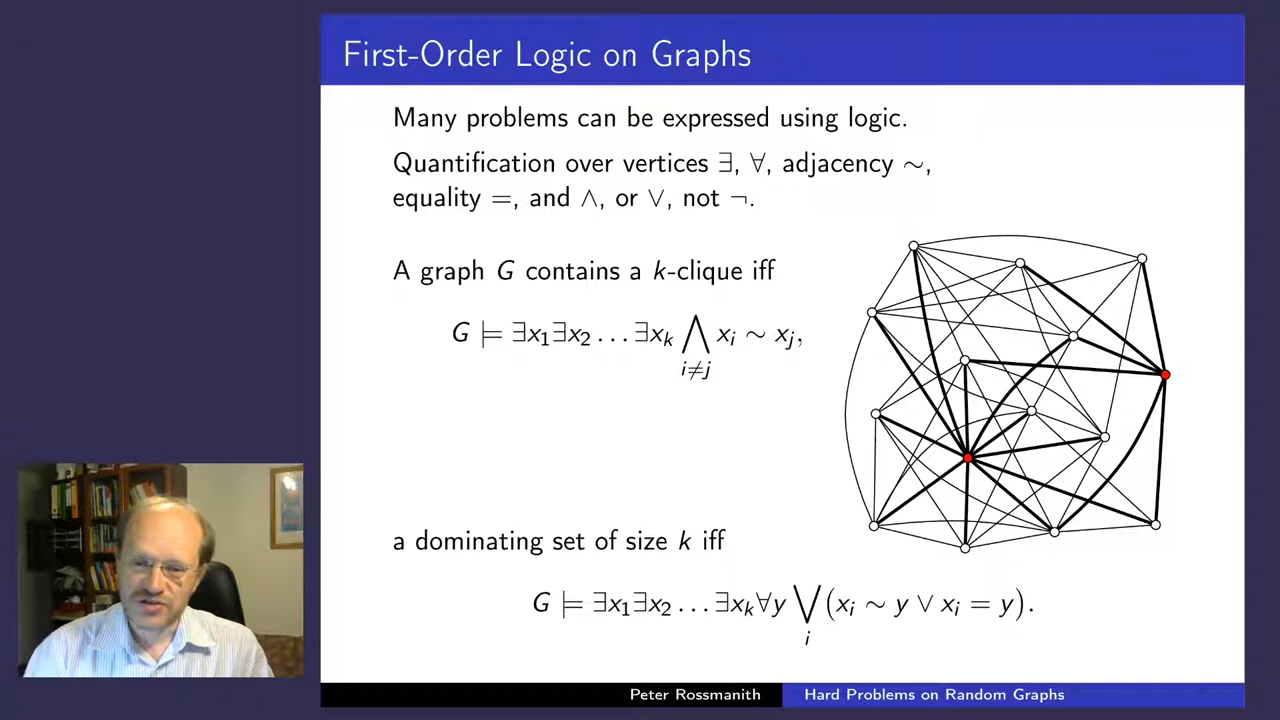 First-Order Logic on Graphs
Many problems can be expressed using logic.
Quantification over vertices ∃, ∀, adjacency ∼,
equality =, and ∧, or ∨, not ¬.
A graph G contains a k-clique iff
G ⊨ ∃x₁∃x₂ … ∃xₖ ⋀ xᵢ ∼ xⱼ,
i≠j
a dominating set of size k iff
G ⊨ ∃x₁∃x₂ … ∃xₖ∀y ⋁ (xᵢ ∼ y ∨ xᵢ = y).
i
Peter Rossmanith Hard Problems on Random Graphs